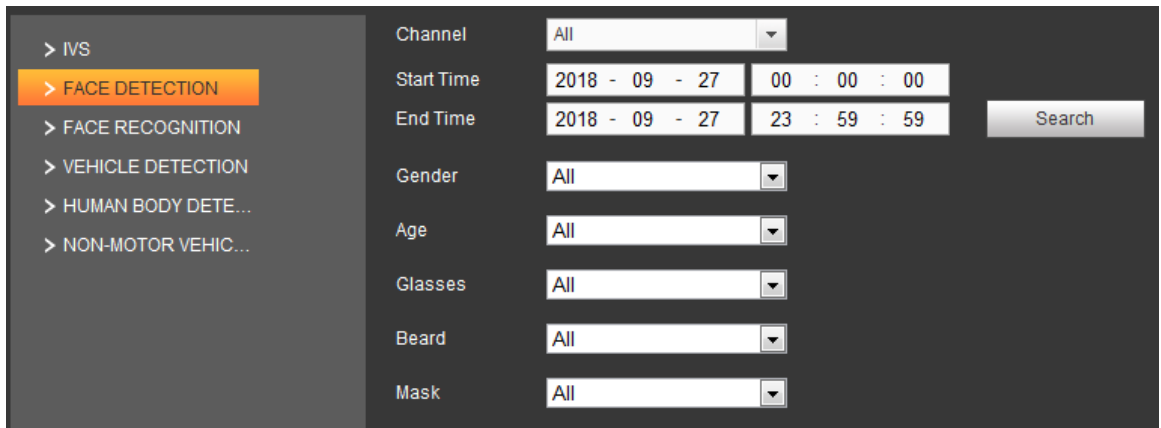 > IVS
> FACE DETECTION
> FACE RECOGNITION
> VEHICLE DETECTION
> HUMAN BODY DETE...
> NON-MOTOR VEHIC...
Channel All
Start Time 2018 - 09 - 27 00 : 00 : 00
End Time 2018 - 09 - 27 23 : 59 : 59 Search
Gender All
Age All
Glasses All
Beard All
Mask All